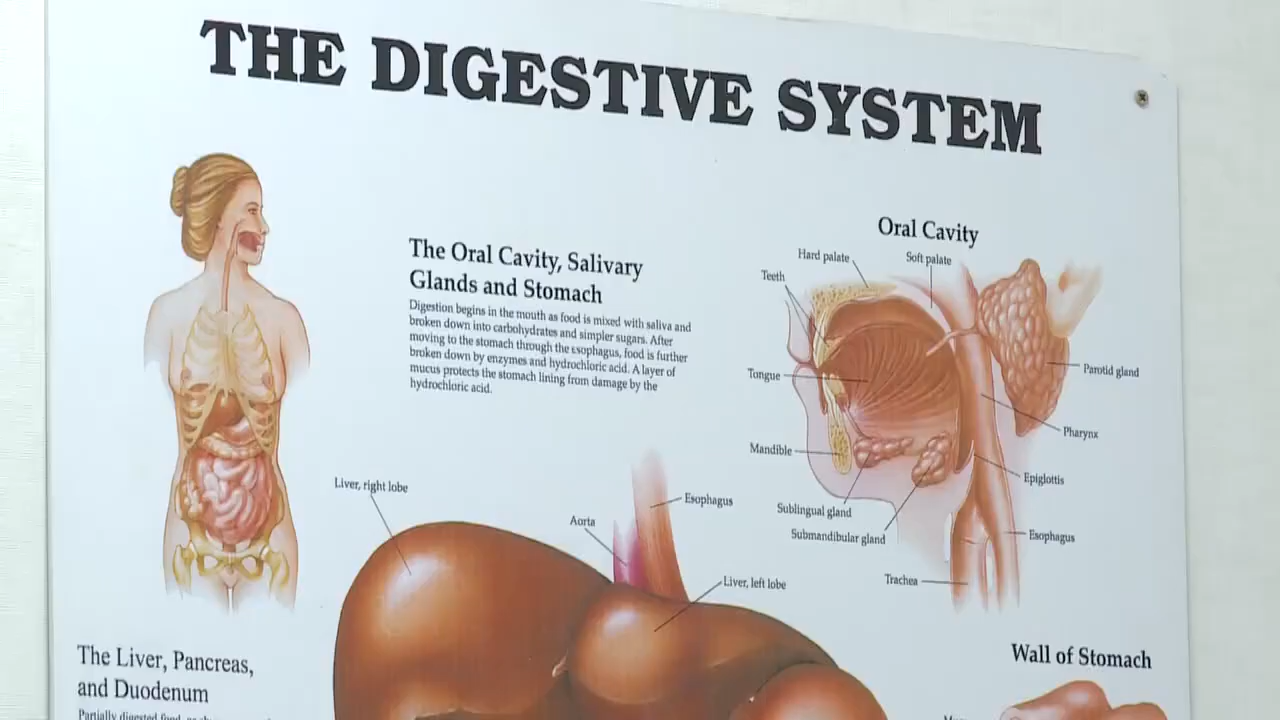 THE DIGESTIVE SYSTEM
The Oral Cavity, Salivary
Glands and Stomach
Digestion begins in the mouth as food is mixed with saliva and
broken down into carbohydrates and simpler sugars. After
moving to the stomach through the esophagus, food is further
broken down by enzymes and hydrochloric acid. A layer of
mucus protects the stomach lining from damage by the
hydrochloric acid.
Oral Cavity
Hard palate
Soft palate
Teeth
Tongue
Parotid gland
Pharynx
Mandible
Epiglottis
Sublingual gland
Submandibular gland
Esophagus
Trachea
Liver, right lobe
Esophagus
Aorta
Liver, left lobe
The Liver, Pancreas,
and Duodenum
Partially digested food,
Wall of Stomach